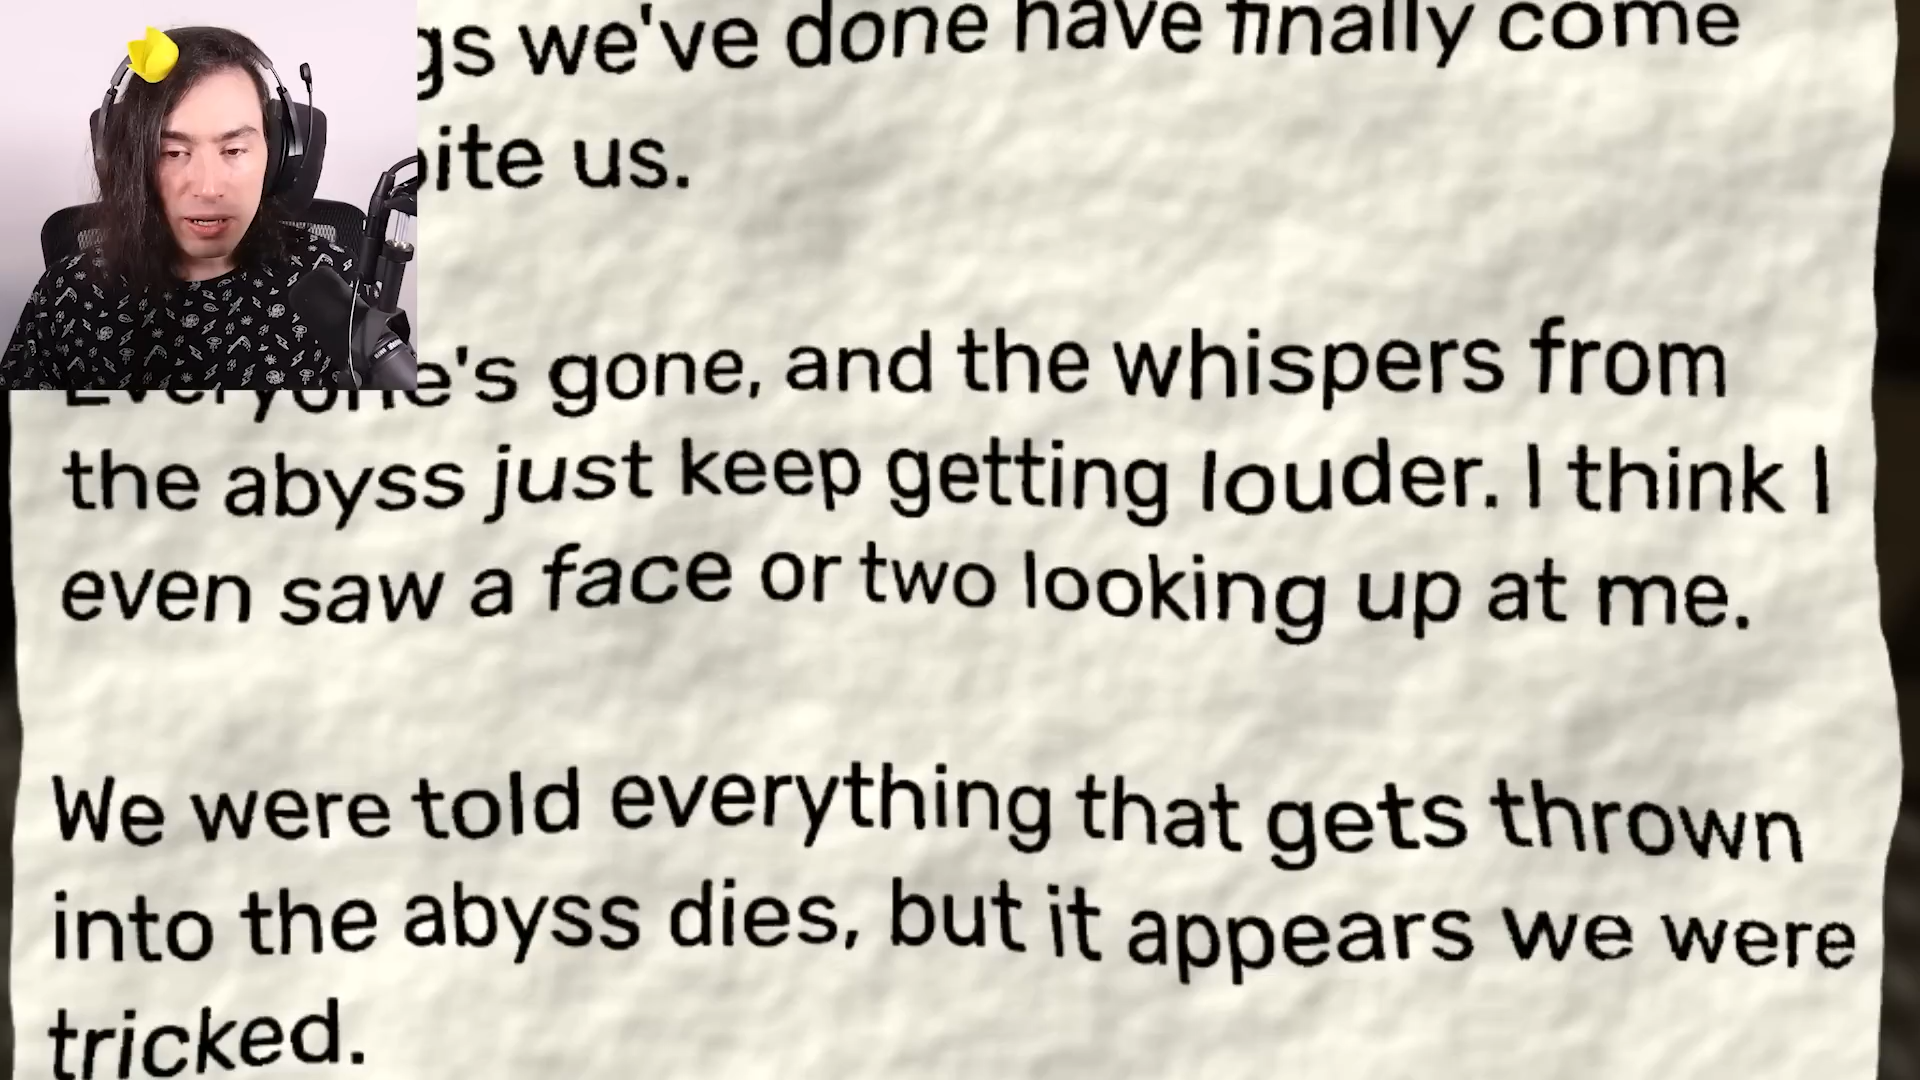 we've done have finally come
us.
gone, and the whispers from
the abyss just keep getting louder. I think I
even saw a face or two looking up at me.
We were told everything that gets thrown
into the abyss dies, but it appears we were
tricked.